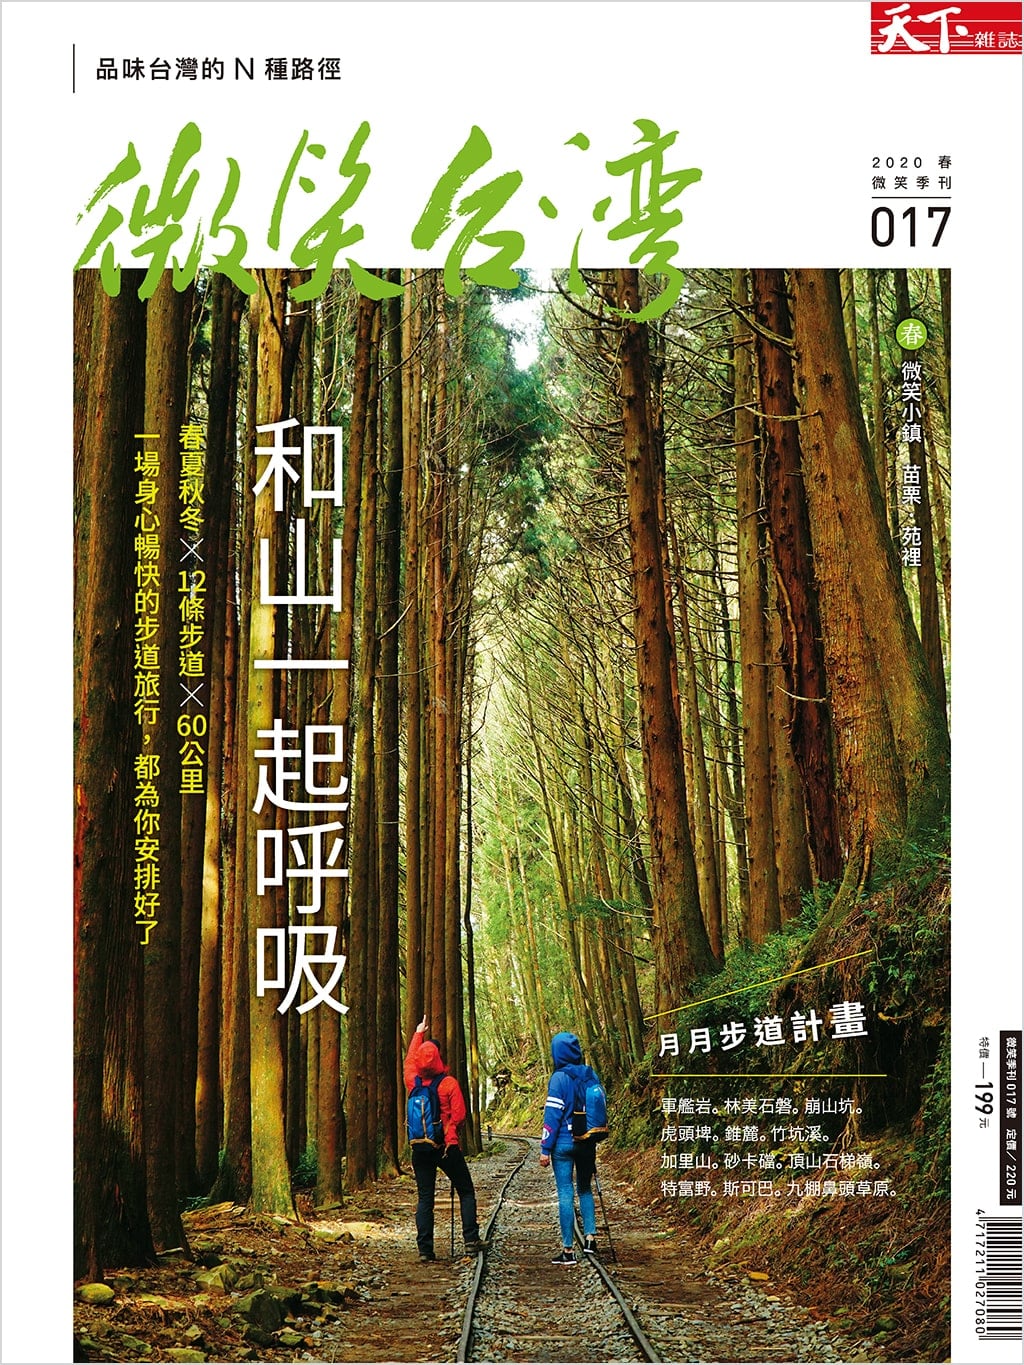 天下雜誌
品味台灣的 N 種路徑
微笑台灣
2020 春
微笑季刊
017
春 微笑小鎮 苗栗、苑裡
和山一起呼吸
春夏秋冬×12條步道×60公里
一場身心暢快的步道旅行，都為你安排好了
月月步道計畫
軍艦岩。林美石磐。崩山坑。
虎頭埤。錐麓。竹坑溪。
加里山。砂卡礑。頂山石梯嶺。
特富野。斯可巴。九棚鼻頭草原。
微笑季刊 017 號 定價／220 元
特價—199元
4 717211 027080